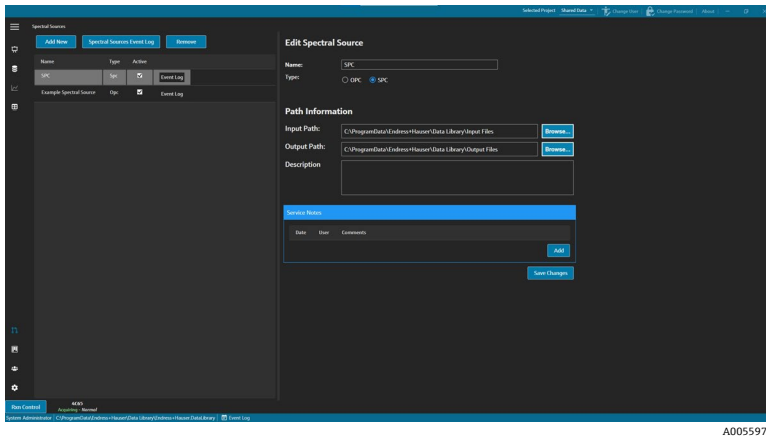 Selected Project Shared Data Change User Change Password About
Spectral Sources
Add New Spectral Sources Event Log Remove
Name Type Active
SPC Spc Event Log
Example Spectral Source Opc Event Log
Edit Spectral Source
Name: SPC
Type: OPC SPC
Path Information
Input Path: C:\ProgramData\Endress+Hauser\Data Library\Input Files Browse...
Output Path: C:\ProgramData\Endress+Hauser\Data Library\Output Files Browse...
Description
Service Notes
Date User Comments
Add
Save Changes
Run Control
Acquiring - Normal
System Administrator C:\ProgramData\Endress+Hauser\Data Library\Endress+Hauser.DataLibrary Event Log
A005597